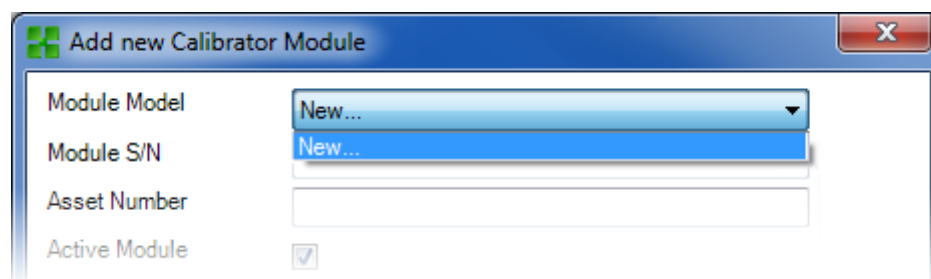 Add new Calibrator Module
Module Model New...
New...
Module S/N
Asset Number
Active Module